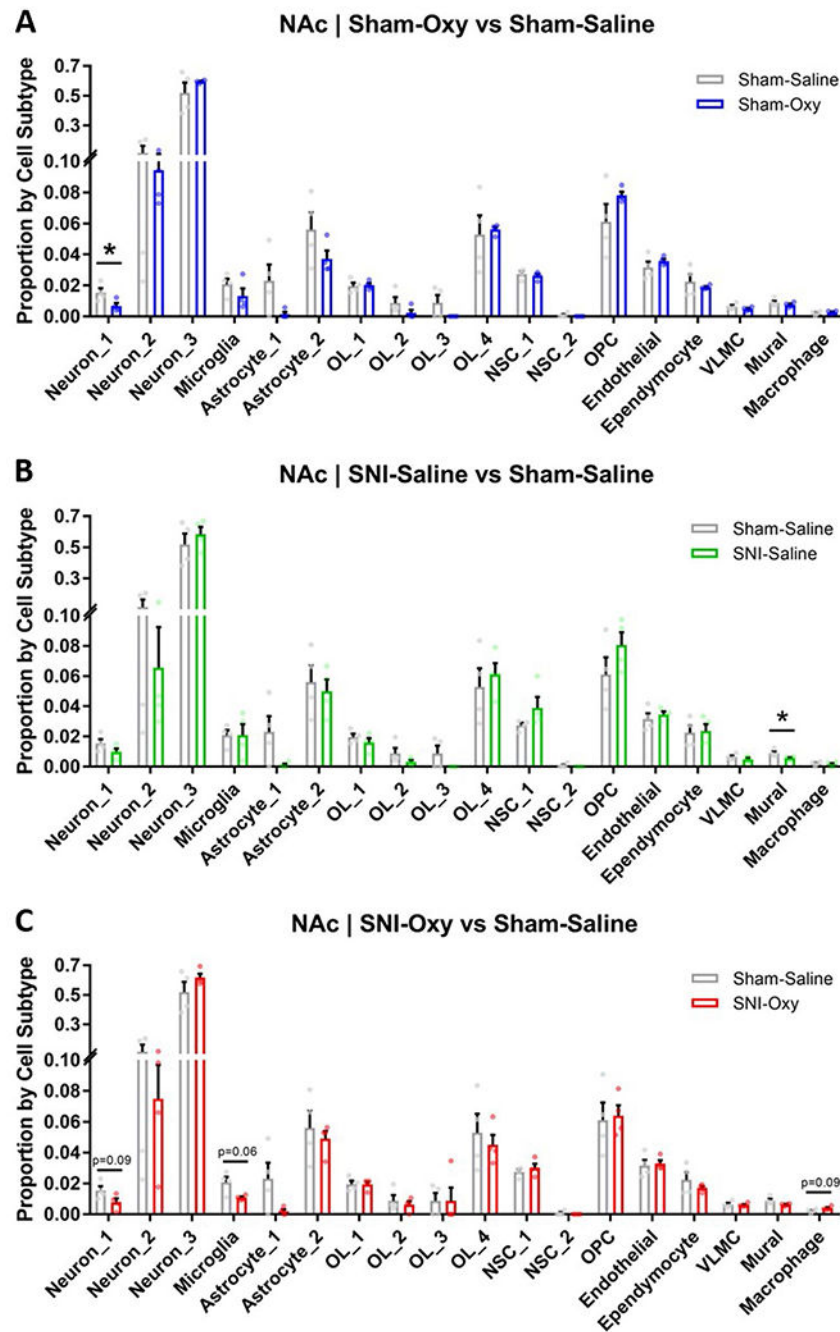 A
NAc | Sham-Oxy vs Sham-Saline
Proportion by Cell Subtype
0.7
0.5
0.3
0.10
0.08
0.06
0.04
0.02
0.00
*
Sham-Saline
Sham-Oxy
Neuron_1
Neuron_2
Neuron_3
Microglia
Astrocyte_1
Astrocyte_2
OL_1
OL_2
OL_3
OL_4
NSC_1
NSC_2
OPC
Endothelial
Ependymocyte
VLMC
Mural
Macrophage
B
NAc | SNI-Saline vs Sham-Saline
Proportion by Cell Subtype
0.7
0.5
0.3
0.10
0.08
0.06
0.04
0.02
0.00
Sham-Saline
SNI-Saline
*
Neuron_1
Neuron_2
Neuron_3
Microglia
Astrocyte_1
Astrocyte_2
OL_1
OL_2
OL_3
OL_4
NSC_1
NSC_2
OPC
Endothelial
Ependymocyte
VLMC
Mural
Macrophage
C
NAc | SNI-Oxy vs Sham-Saline
Proportion by Cell Subtype
0.7
0.5
0.3
0.10
0.08
0.06
0.04
0.02
0.00
Sham-Saline
SNI-Oxy
p=0.09
p=0.06
p=0.09
Neuron_1
Neuron_2
Neuron_3
Microglia
Astrocyte_1
Astrocyte_2
OL_1
OL_2
OL_3
OL_4
NSC_1
NSC_2
OPC
Endothelial
Ependymocyte
VLMC
Mural
Macrophage